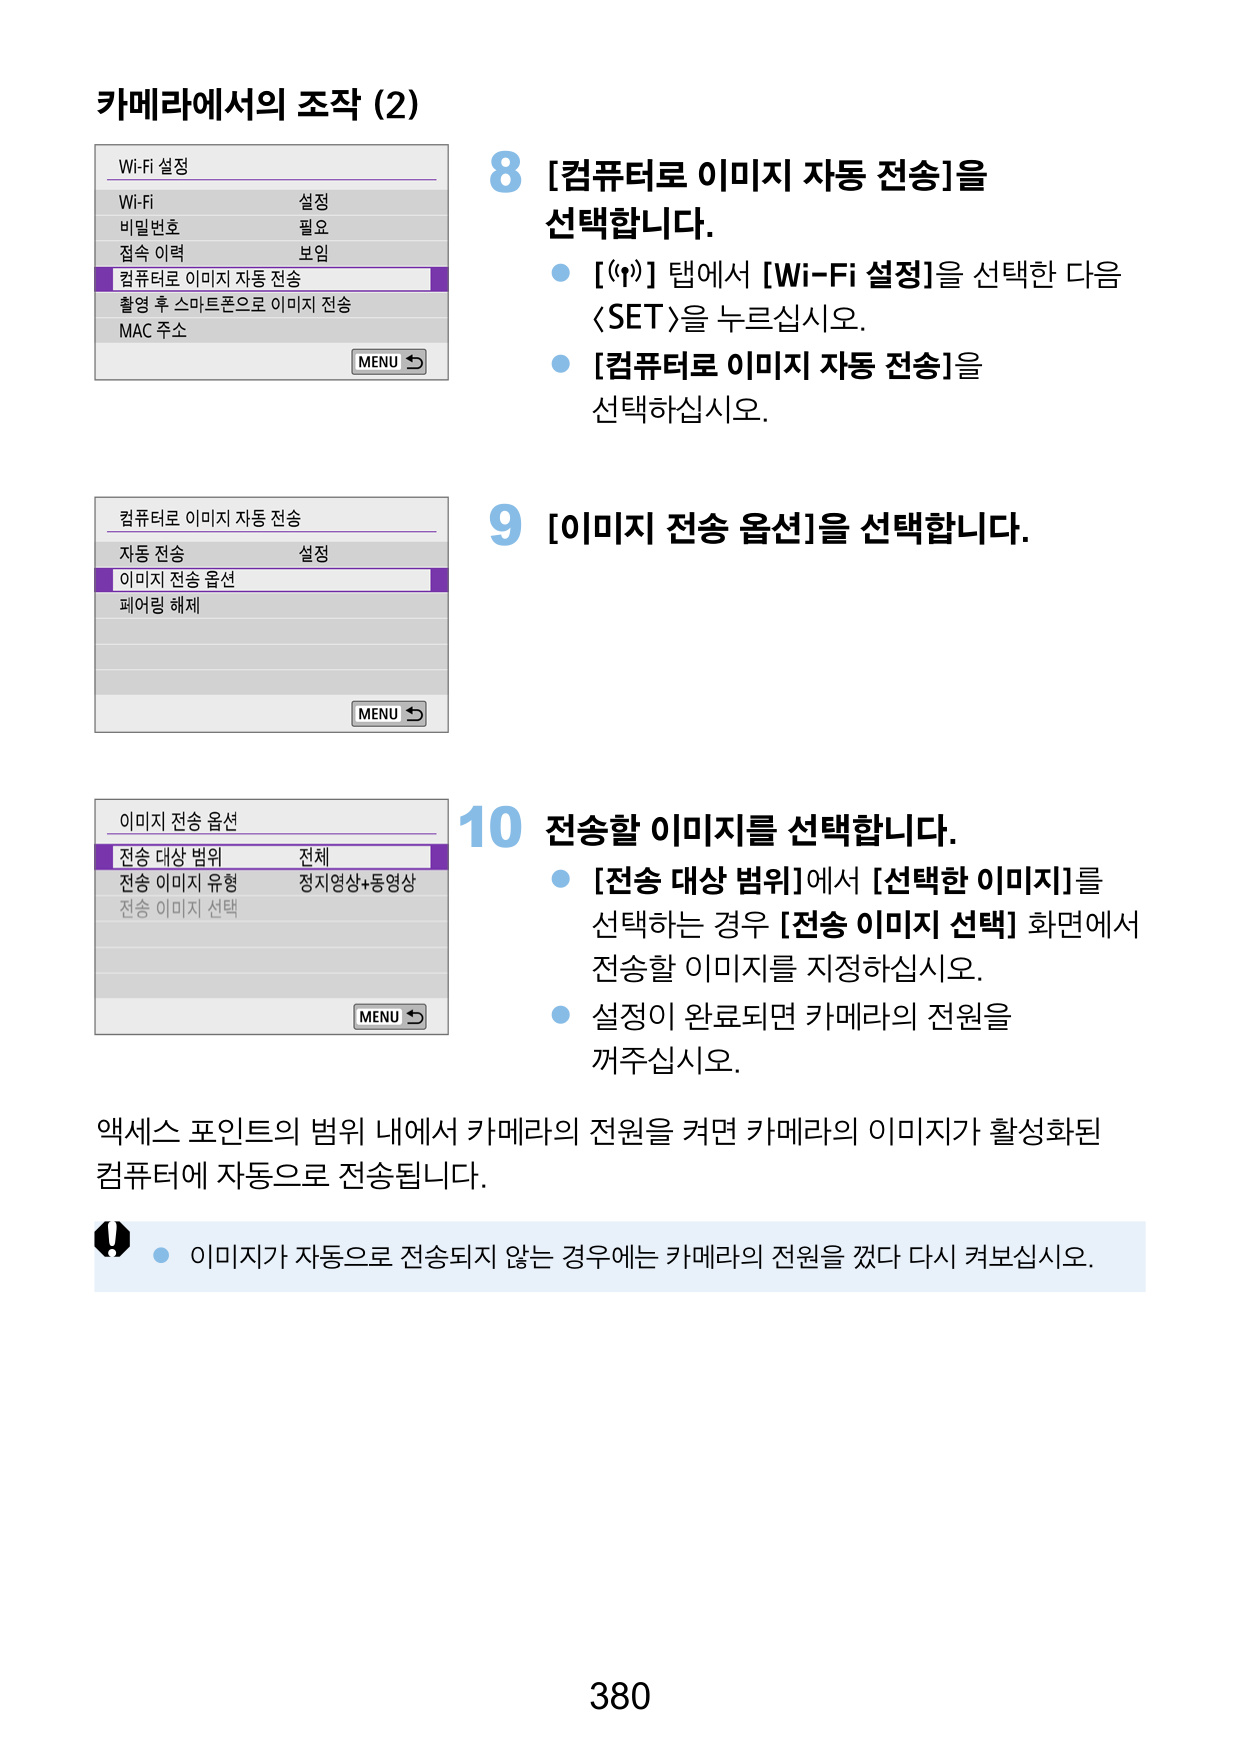 카메라에서의 조작 (2)
Wi-Fi 설정
Wi-Fi 설정
비밀번호 필요
접속 이력 보임
컴퓨터로 이미지 자동 전송
촬영 후 스마트폰으로 이미지 전송
MAC 주소
MENU
8 [컴퓨터로 이미지 자동 전송]을
선택합니다.
● [] 탭에서 [Wi-Fi 설정]을 선택한 다음
〈SET〉을 누르십시오.
● [컴퓨터로 이미지 자동 전송]을
선택하십시오.
컴퓨터로 이미지 자동 전송
자동 전송 설정
이미지 전송 옵션
페어링 해제
MENU
9 [이미지 전송 옵션]을 선택합니다.
이미지 전송 옵션
전송 대상 범위 전체
전송 이미지 유형 정지영상+동영상
전송 이미지 선택
MENU
10 전송할 이미지를 선택합니다.
● [전송 대상 범위]에서 [선택한 이미지]를
선택하는 경우 [전송 이미지 선택] 화면에서
전송할 이미지를 지정하십시오.
● 설정이 완료되면 카메라의 전원을
꺼주십시오.
액세스 포인트의 범위 내에서 카메라의 전원을 켜면 카메라의 이미지가 활성화된
컴퓨터에 자동으로 전송됩니다.
● 이미지가 자동으로 전송되지 않는 경우에는 카메라의 전원을 껐다 다시 켜보십시오.
380